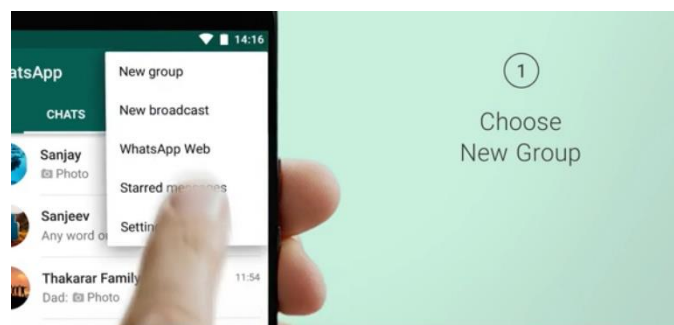 14:16
New group
CHATS
New broadcast
WhatsApp Web
Sanjay
Photo
Starred messages
Sanjeev
Any word
Thakarar Family
11:54
Dad: Photo
1
Choose
New Group